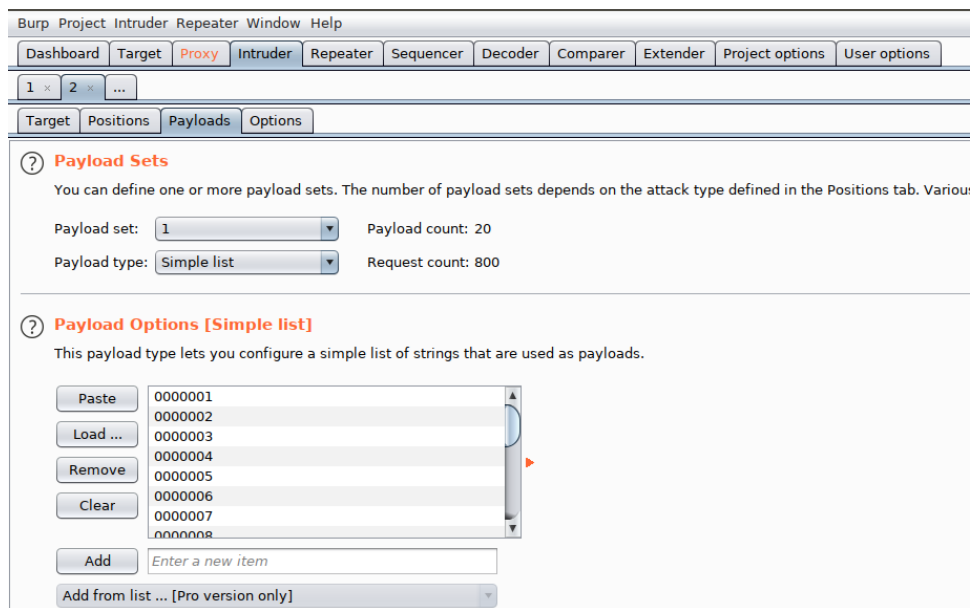 Burp Project Intruder Repeater Window Help
Dashboard Target Proxy Intruder Repeater Sequencer Decoder Comparer Extender Project options User options
1 × 2 × ...
Target Positions Payloads Options
? Payload Sets
You can define one or more payload sets. The number of payload sets depends on the attack type defined in the Positions tab. Various
Payload set: 1 Payload count: 20
Payload type: Simple list Request count: 800
? Payload Options [Simple list]
This payload type lets you configure a simple list of strings that are used as payloads.
Paste 0000001
0000002
Load ... 0000003
0000004
Remove 0000005
0000006
Clear 0000007
0000008
Add Enter a new item
Add from list ... [Pro version only]